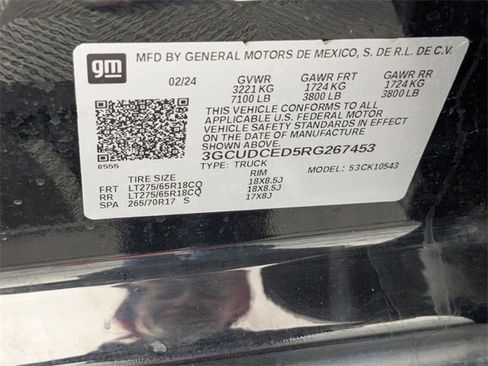 gm
MFD BY GENERAL MOTORS DE MEXICO, S. DE R.L. DE C.V.
02/24 GVWR GAWR FRT GAWR RR
3221 KG 1724 KG 1724 KG
7100 LB 3800 LB 3800 LB
THIS VEHICLE CONFORMS TO ALL
APPLICABLE U.S. FEDERAL MOTOR
VEHICLE SAFETY STANDARDS IN EFFECT
ON THE DATE OF MANUFACTURE
SHOWN ABOVE.
3GCUDCED5RG267453
8555 TYPE: TRUCK MODEL: 53CK10543
TIRE SIZE RIM
FRT LT275/65R18CQ 18X8.5J
RR LT275/65R18CQ 18X8.5J
SPA 265/70R17 S 17X8J